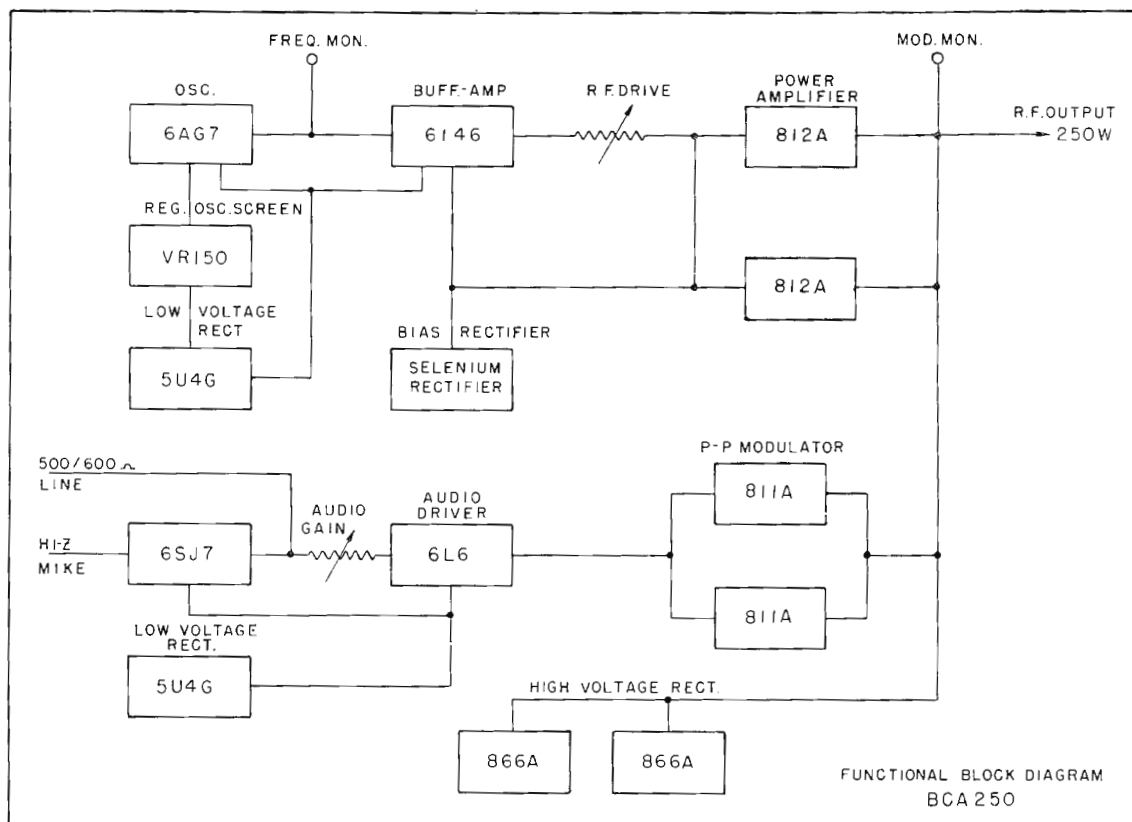 FREQ. MON.
MOD. MON.
OSC.
BUFF.-AMP
R.F. DRIVE
POWER
AMPLIFIER
6AG7
6146
812A
R.F. OUTPUT
250W
REG. OSC. SCREEN
VR150
812A
LOW VOLTAGE
RECT
BIAS RECTIFIER
5U4G
SELENIUM
RECTIFIER
500/600 Ω
LINE
P-P MODULATOR
AUDIO
GAIN
AUDIO
DRIVER
811A
HI-Z
MIKE
6SJ7
6L6
811A
LOW VOLTAGE
RECT.
5U4G
HIGH VOLTAGE RECT.
866A
866A
FUNCTIONAL BLOCK DIAGRAM
BCA 250